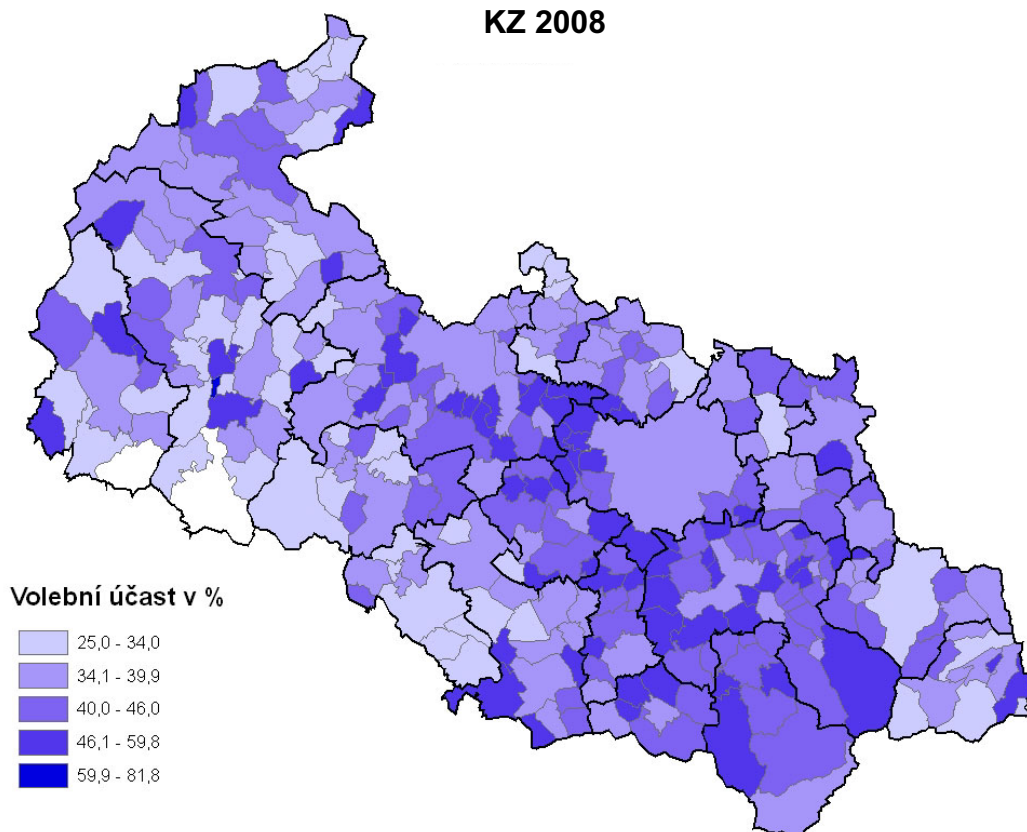 KZ 2008
Volební účast v %
25,0 - 34,0
34,1 - 39,9
40,0 - 46,0
46,1 - 59,8
59,9 - 81,8